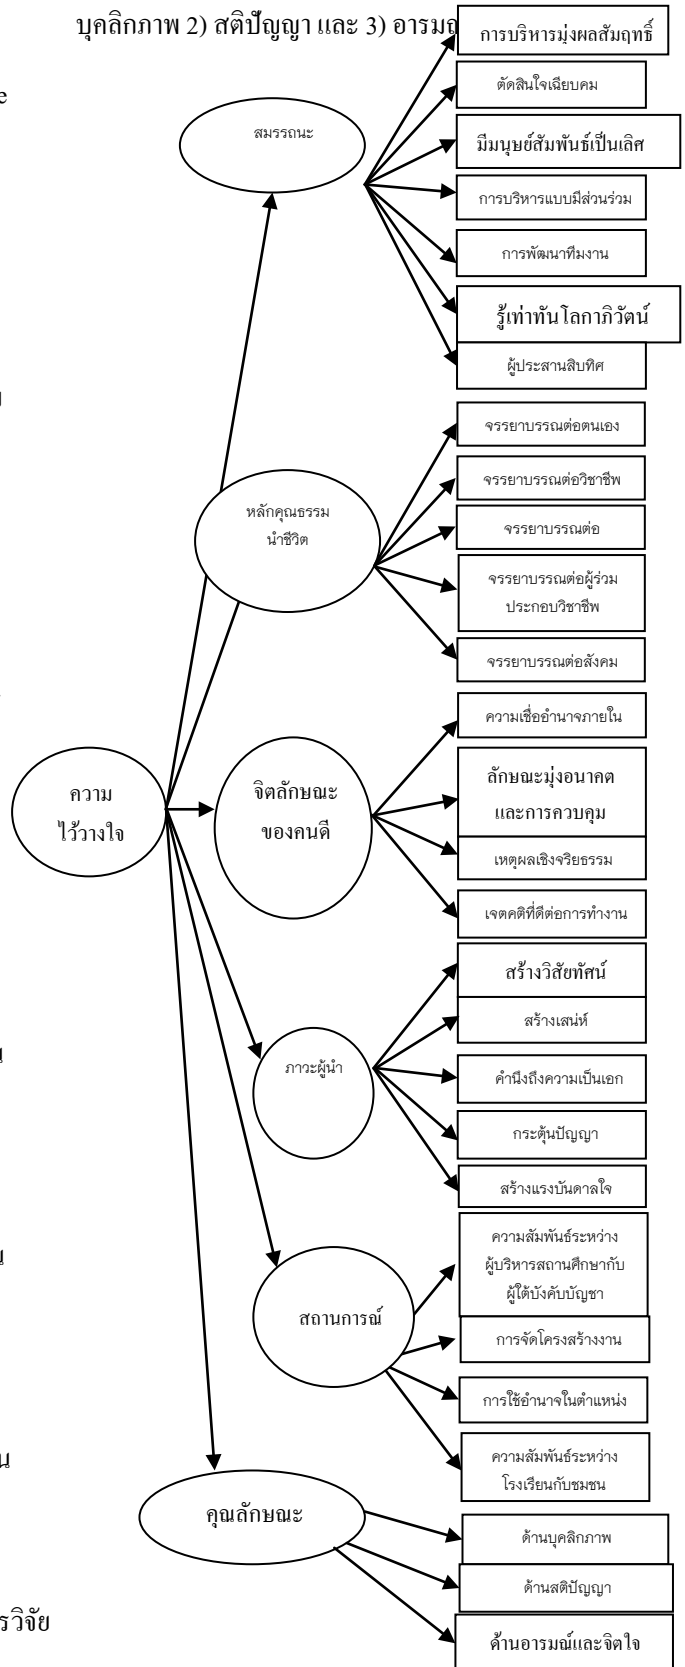 บุคลิกภาพ 2) สติปัญญา และ 3) อารมณ
การบริหารมุ่งผลสัมฤทธิ์
ตัดสินใจเฉียบคม
e
สมรรถนะ
มีมนุษย์สัมพันธ์เป็นเลิศ
การบริหารแบบมีส่วนร่วม
การพัฒนาทีมงาน
รู้เท่าทันโลกาภิวัตน์
ผู้ประสานสิบทิศ
จรรยาบรรณต่อตนเอง
จรรยาบรรณต่อวิชาชีพ
หลักคุณธรรม
นำชีวิต
จรรยาบรรณต่อ
จรรยาบรรณต่อผู้ร่วม
ประกอบวิชาชีพ
จรรยาบรรณต่อสังคม
ความเชื่ออำนาจภายใน
ความ
ไว้วางใจ
จิตลักษณะ
ของคนดี
ลักษณะมุ่งอนาคต
และการควบคุม
เหตุผลเชิงจริยธรรม
เจตคติที่ดีต่อการทำงาน
สร้างวิสัยทัศน์
สร้างเสน่ห์
ภาวะผู้นำ
คำนึงถึงความเป็นเอก
กระตุ้นปัญญา
สร้างแรงบันดาลใจ
ความสัมพันธ์ระหว่าง
ผู้บริหารสถานศึกษากับ
ผู้ใต้บังคับบัญชา
สถานการณ์
การจัดโครงสร้างงาน
การใช้อำนาจในตำแหน่ง
ความสัมพันธ์ระหว่าง
โรงเรียนกับชุมชน
น
คุณลักษณะ
ด้านบุคลิกภาพ
ด้านสติปัญญา
รวิจัย
ด้านอารมณ์และจิตใจ